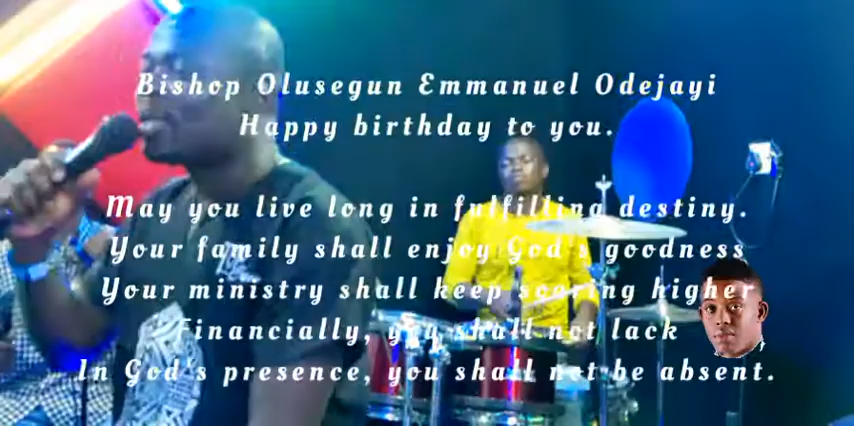 Bishop Olusegun Emmanuel Odejayi
Happy birthday to you.
May you live long in fulfilling destiny.
Your family shall enjoy God's goodness
Your ministry shall keep soaring higher
Financially, you shall not lack
In God's presence, you shall not be absent.